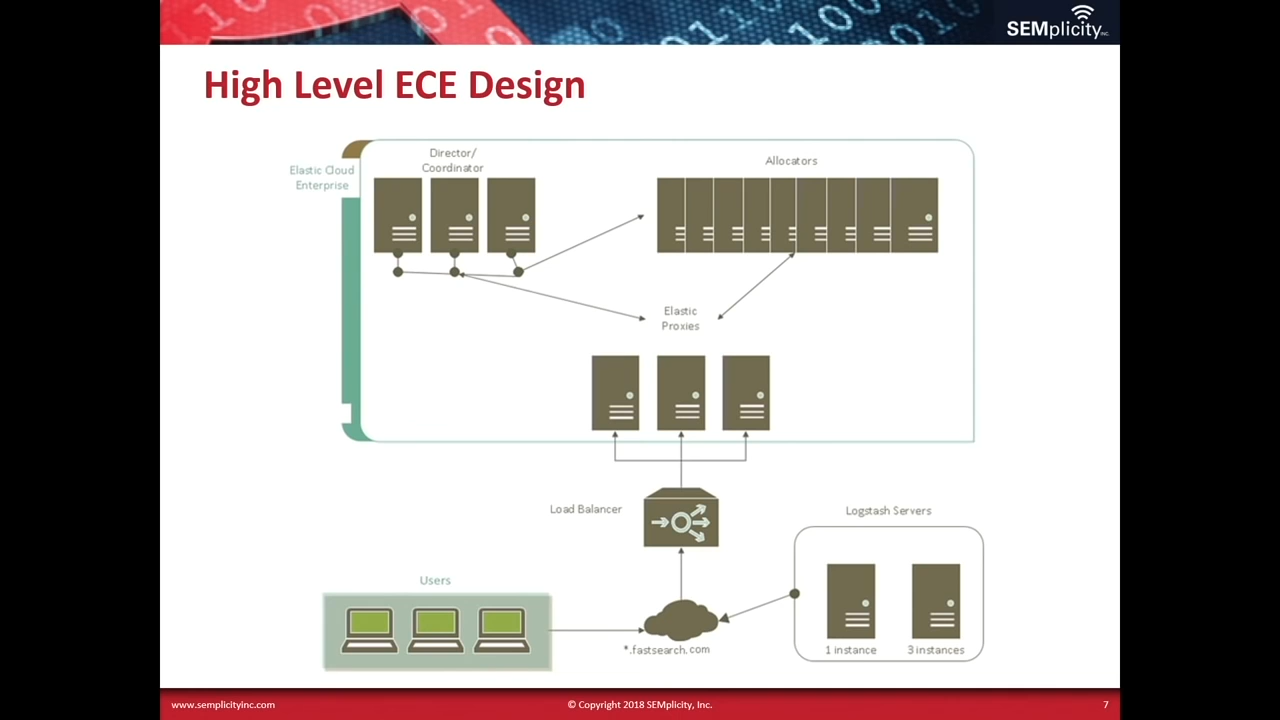 SEMplicity INC.
High Level ECE Design
Elastic Cloud
Enterprise
Director/
Coordinator
Allocators
Elastic
Proxies
Load Balancer
Logstash Servers
Users
*.fastsearch.com
1 instance
3 instances
www.semplicityinc.com
© Copyright 2018 SEMplicity, Inc.
7